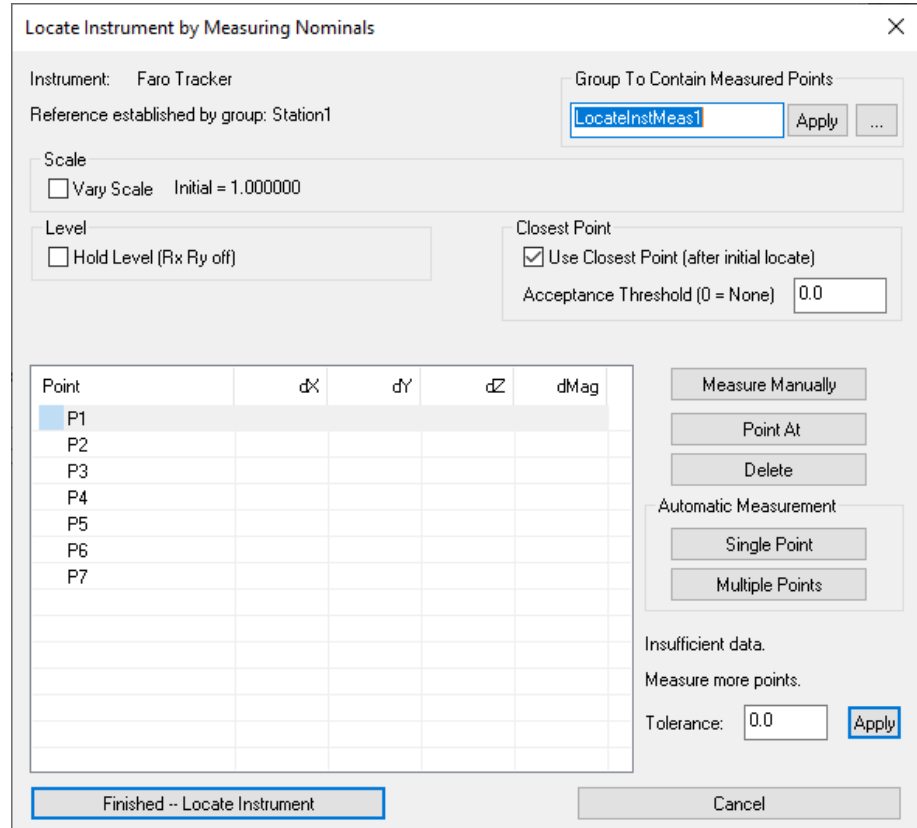 Locate Instrument by Measuring Nominals
Instrument: Faro Tracker
Reference established by group: Station1
Group To Contain Measured Points
LocateInstMeas1 Apply ...
Scale
Vary Scale Initial = 1.000000
Level
Hold Level (Rx Ry off)
Closest Point
Use Closest Point (after initial locate)
Acceptance Threshold (0 = None) 0.0
Point dX dY dZ dMag
P1
P2
P3
P4
P5
P6
P7
Measure Manually
Point At
Delete
Automatic Measurement
Single Point
Multiple Points
Insufficient data.
Measure more points.
Tolerance: 0.0 Apply
Finished -- Locate Instrument
Cancel